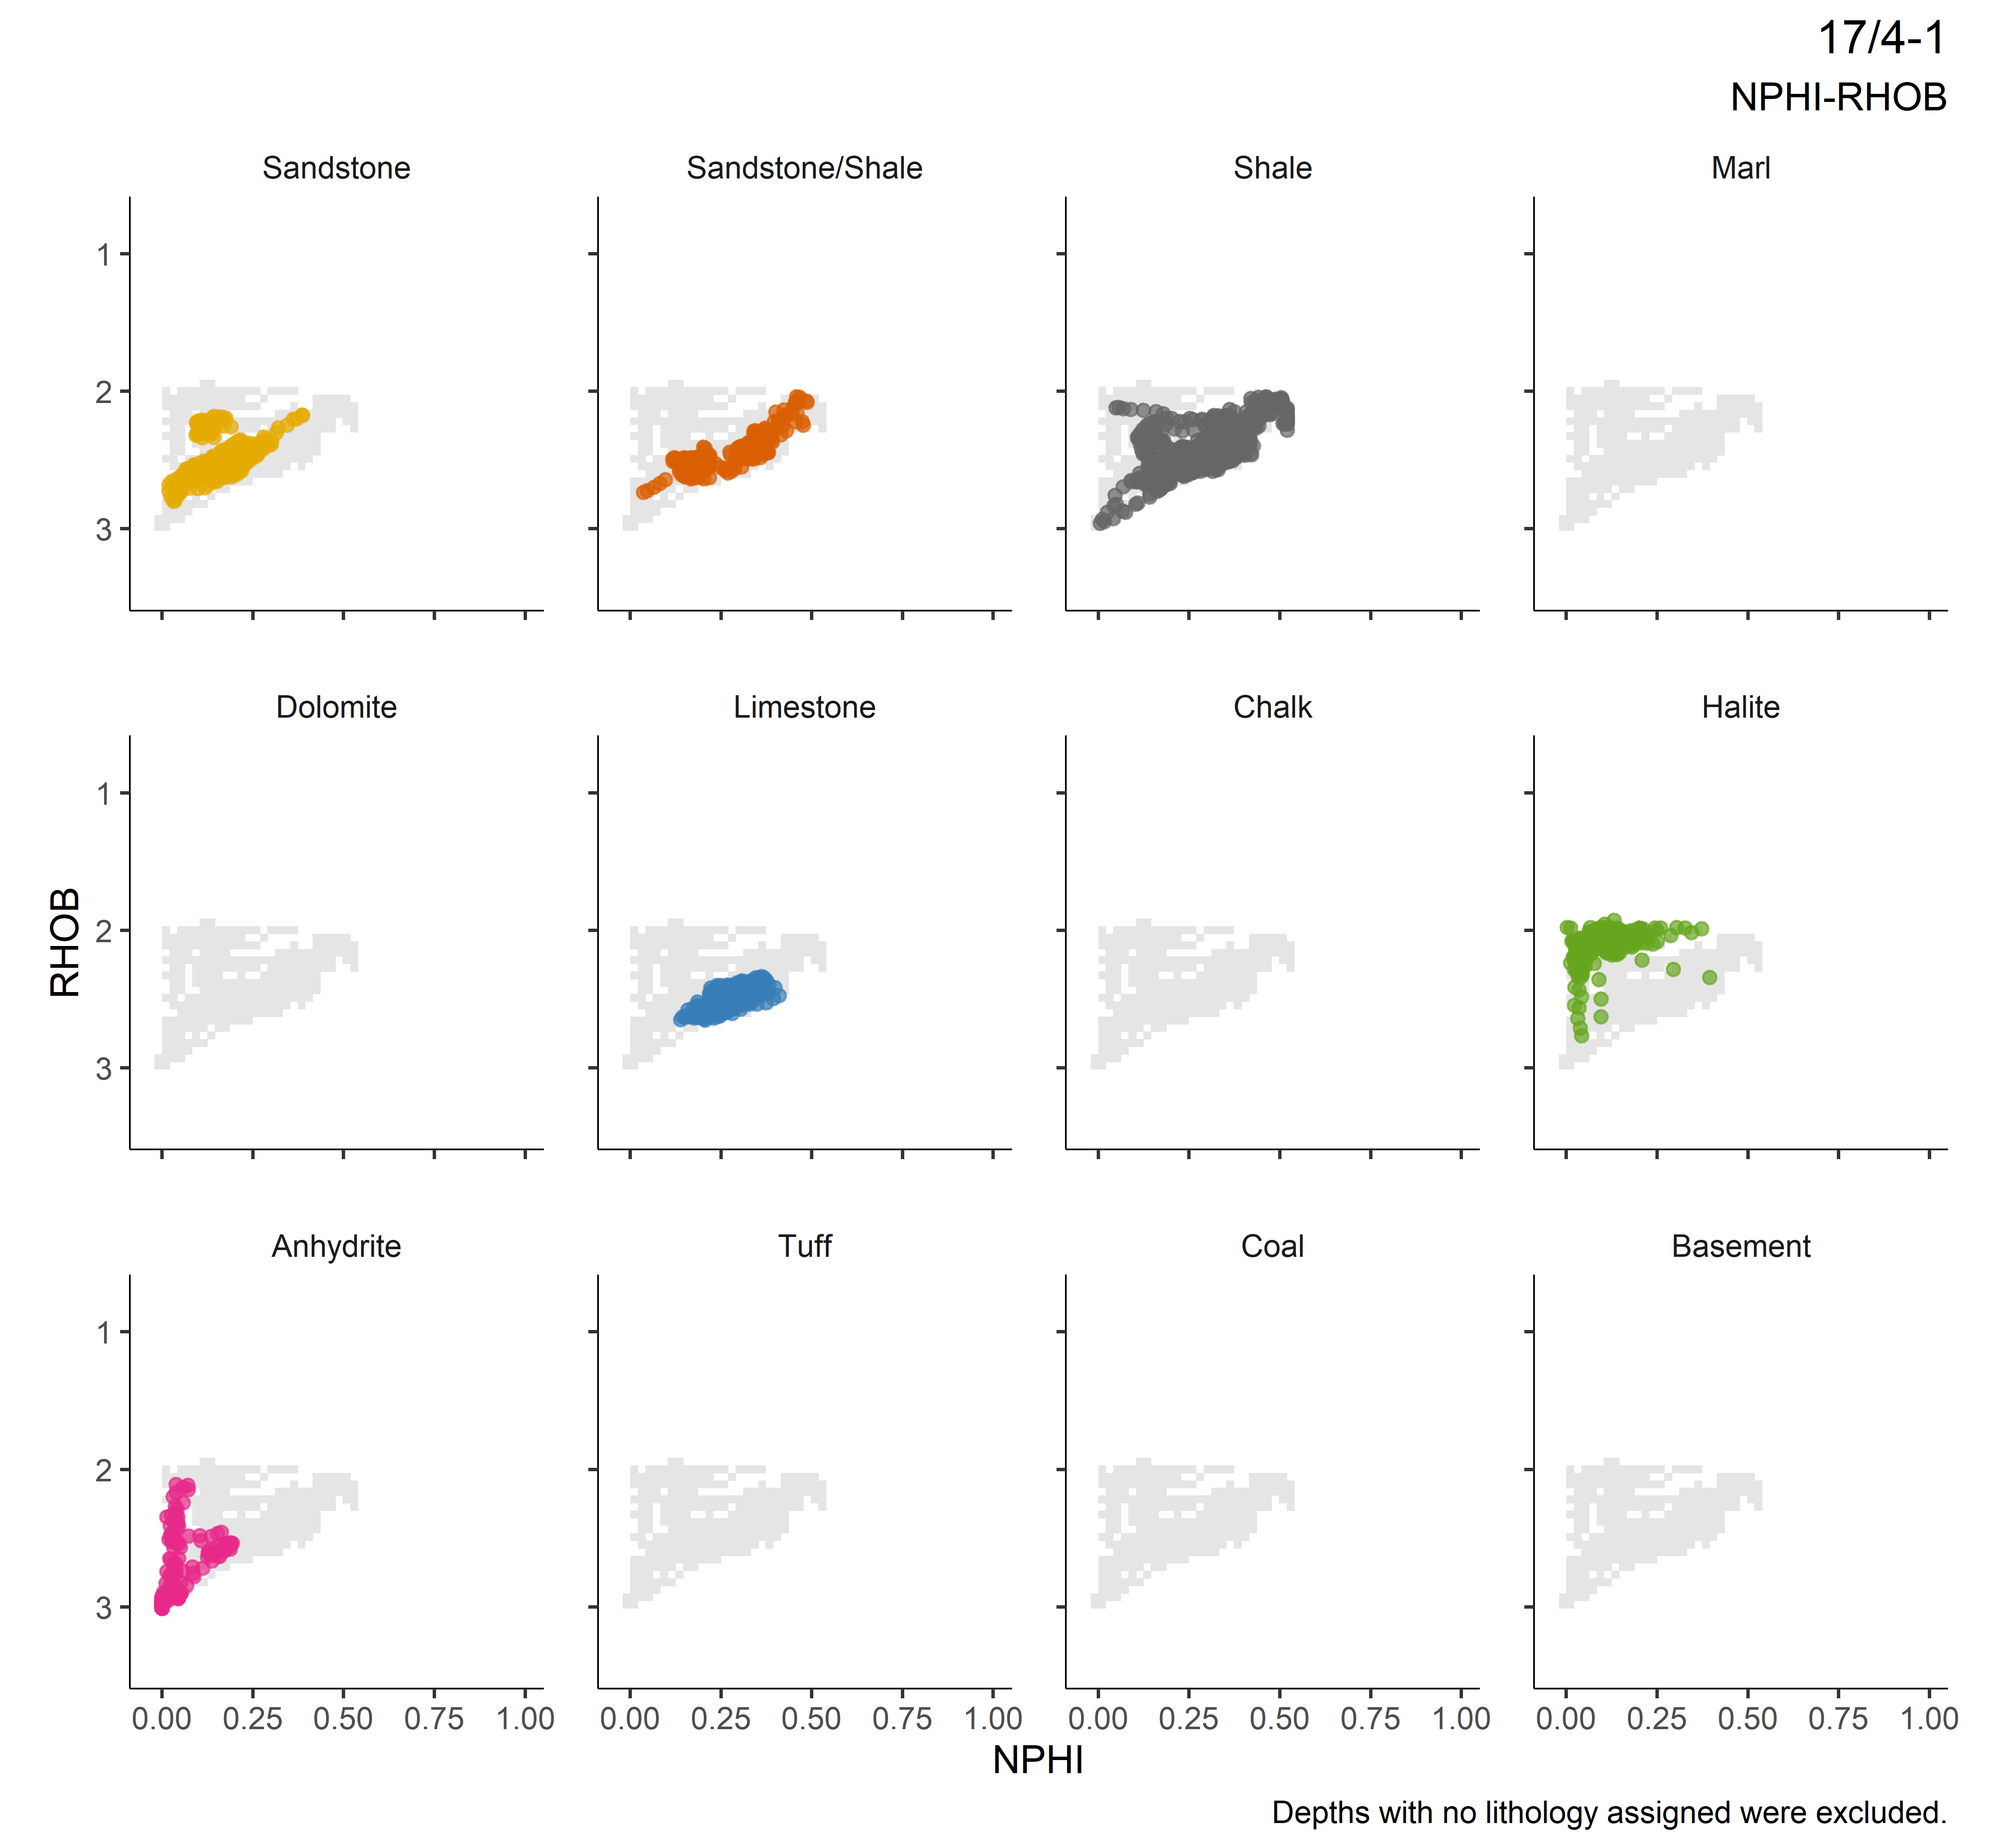 17/4-1
NPHI-RHOB
Sandstone Sandstone/Shale Shale Marl
1
2
3
Dolomite Limestone Chalk Halite
1
2
3
RHOB
Anhydrite Tuff Coal Basement
1
2
3
0.00 0.25 0.50 0.75 1.00 0.00 0.25 0.50 0.75 1.00 0.00 0.25 0.50 0.75 1.00 0.00 0.25 0.50 0.75 1.00
NPHI
Depths with no lithology assigned were excluded.